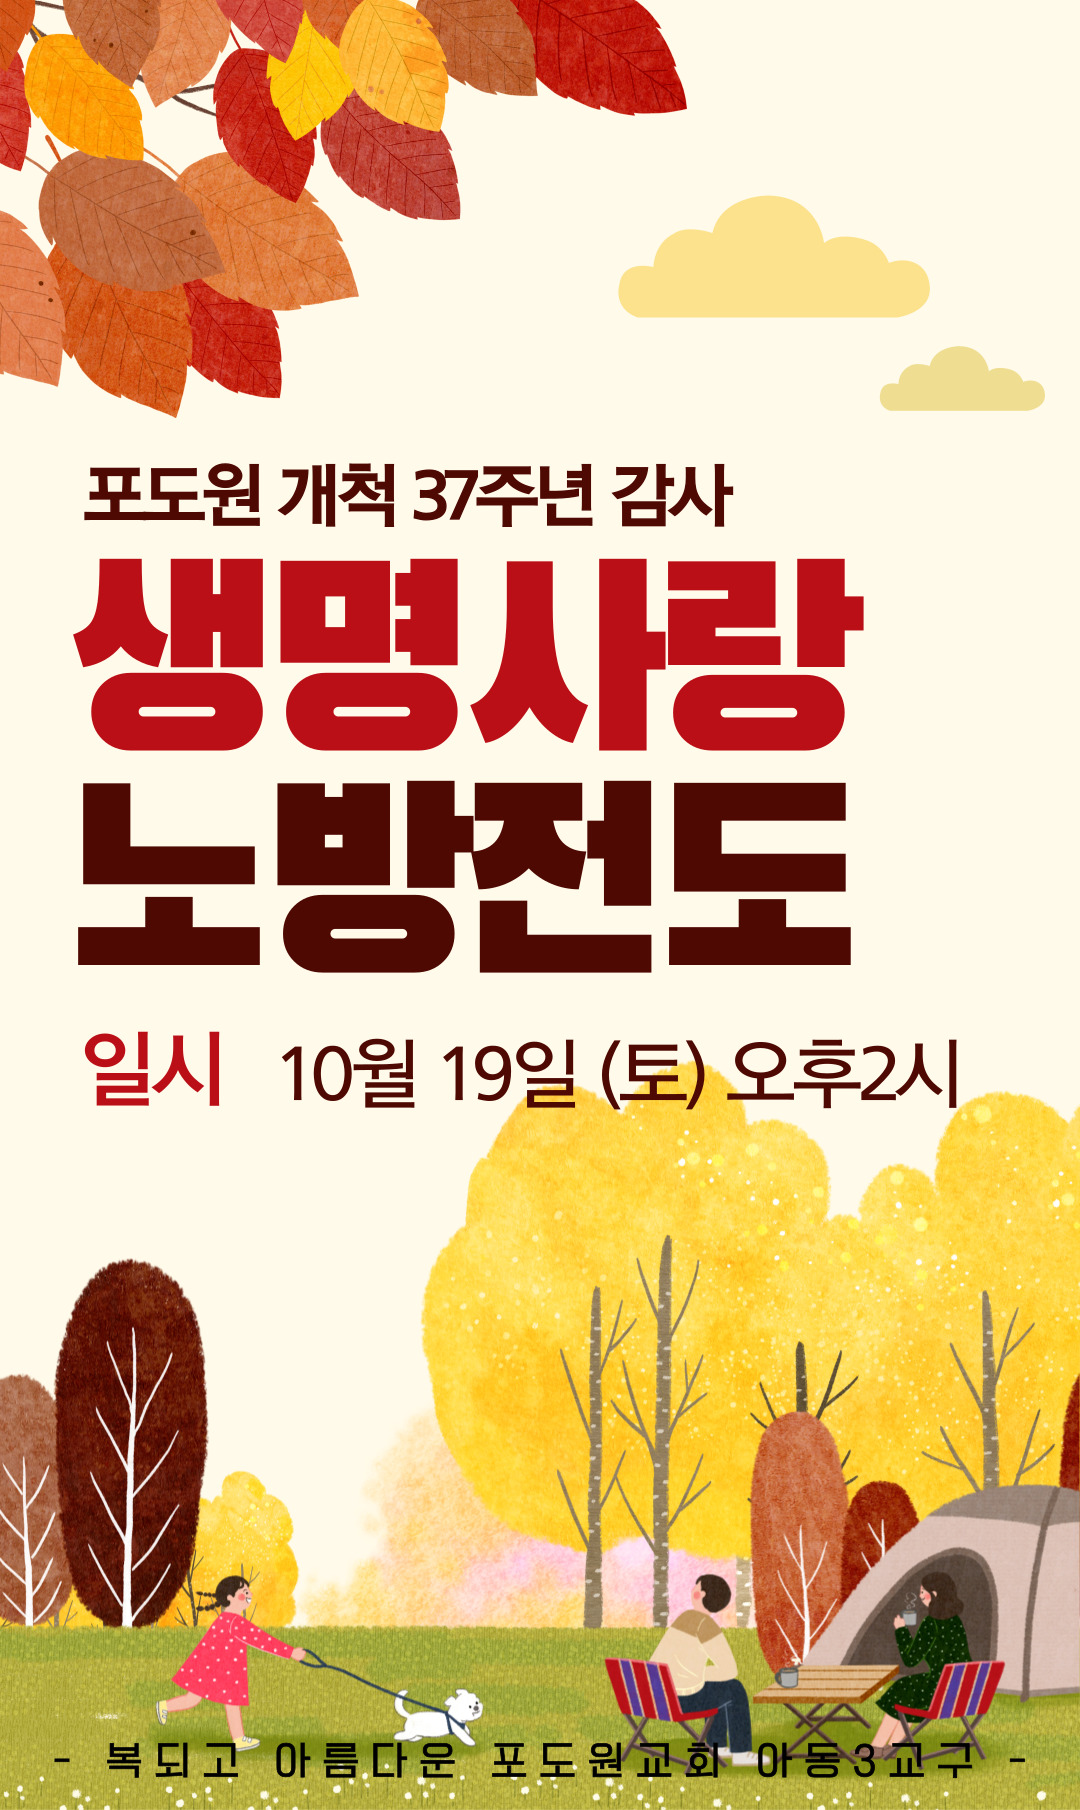 포도원 개척 37주년 감사
생명사랑
노방전도
일시 10월 19일 (토) 오후2시
- 복되고 아름다운 포도원교회 아동3교구 -